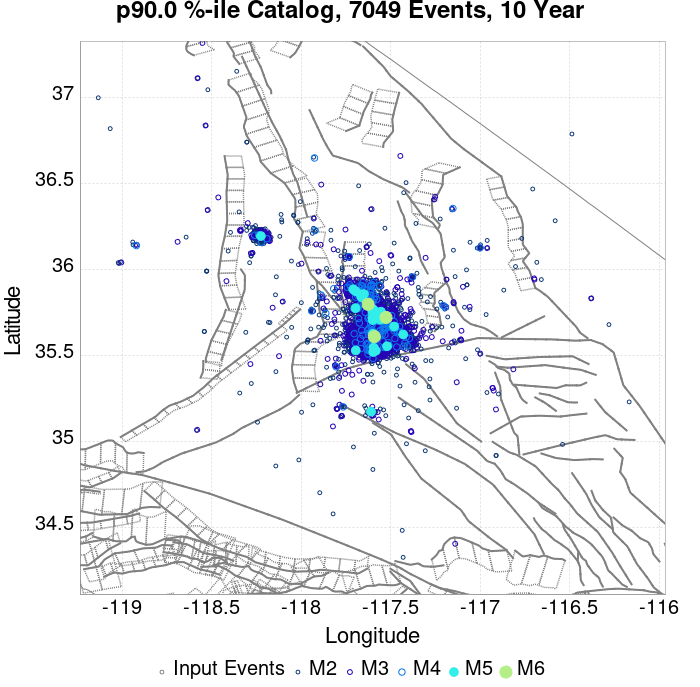 p90.0 %-ile Catalog, 7049 Events, 10 Year
37
36.5
36
35.5
35
34.5
Latitude
-119 -118.5 -118 -117.5 -117 -116.5 -116
Longitude
Input Events M2 M3 M4 M5 M6